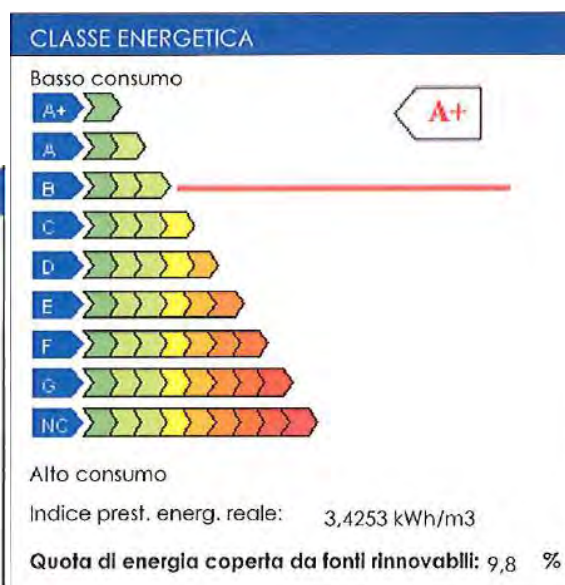 CLASSE ENERGETICA
Basso consumo
A+
A+
A
B
C
D
E
F
G
NC
Alto consumo
Indice prest. energ. reale: 3,4253 kWh/m3
Quota di energia coperta da fonti rinnovabili: 9,8 %